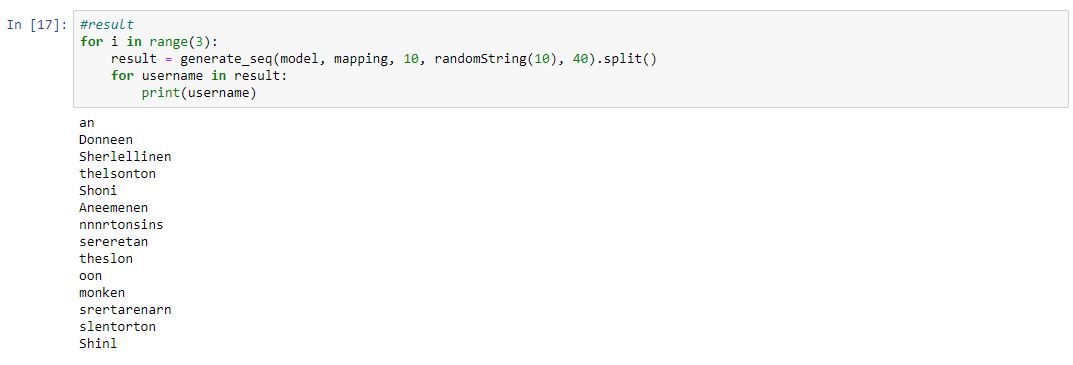 In [17]: #result
for i in range(3):
    result = generate_seq(model, mapping, 10, randomString(10), 40).split()
    for username in result:
        print(username)
an
Donneen
Sherlellinen
thelsonton
Shoni
Aneemenen
nnnrtonsins
sereretan
theslon
oon
monken
srertarenarn
slentorton
Shinl